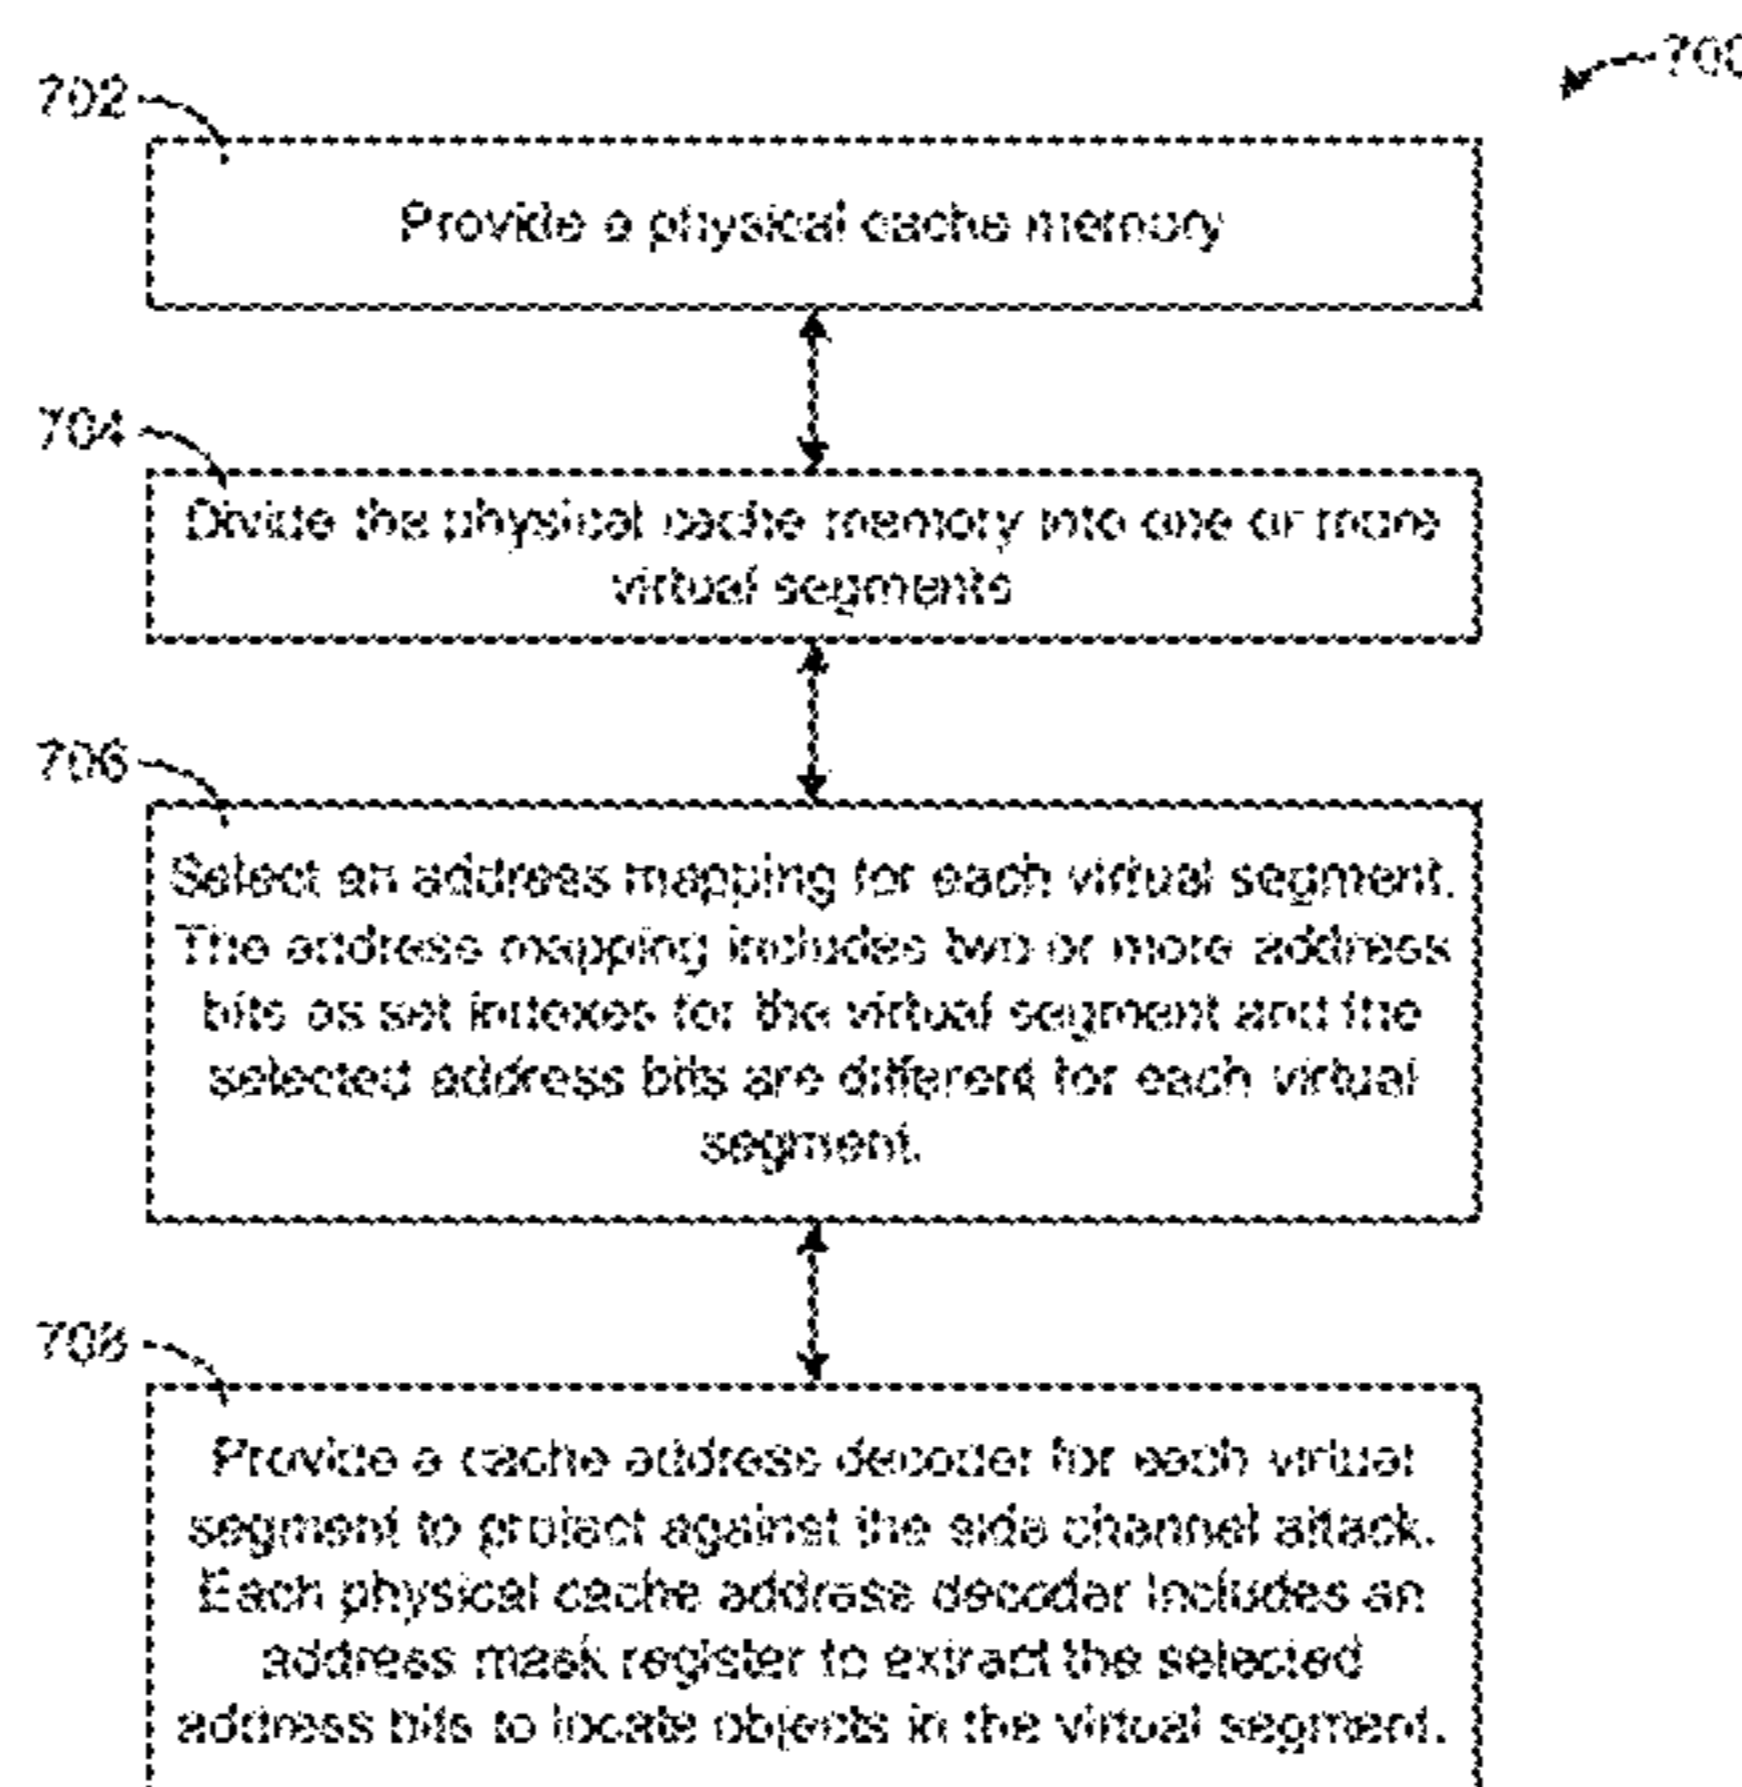 700
702
Provide a physical cache memory
704
Divide the physical cache memory into one or more
virtual segments
706
Select an address mapping for each virtual segment.
The address mapping includes two or more address
bits as set indexes for the virtual segment and the
selected address bits are different for each virtual
segment.
708
Provide a cache address decoder for each virtual
segment to protect against the side channel attack.
Each physical cache address decoder includes an
address mask register to extract the selected
address bits to locate objects in the virtual segment.